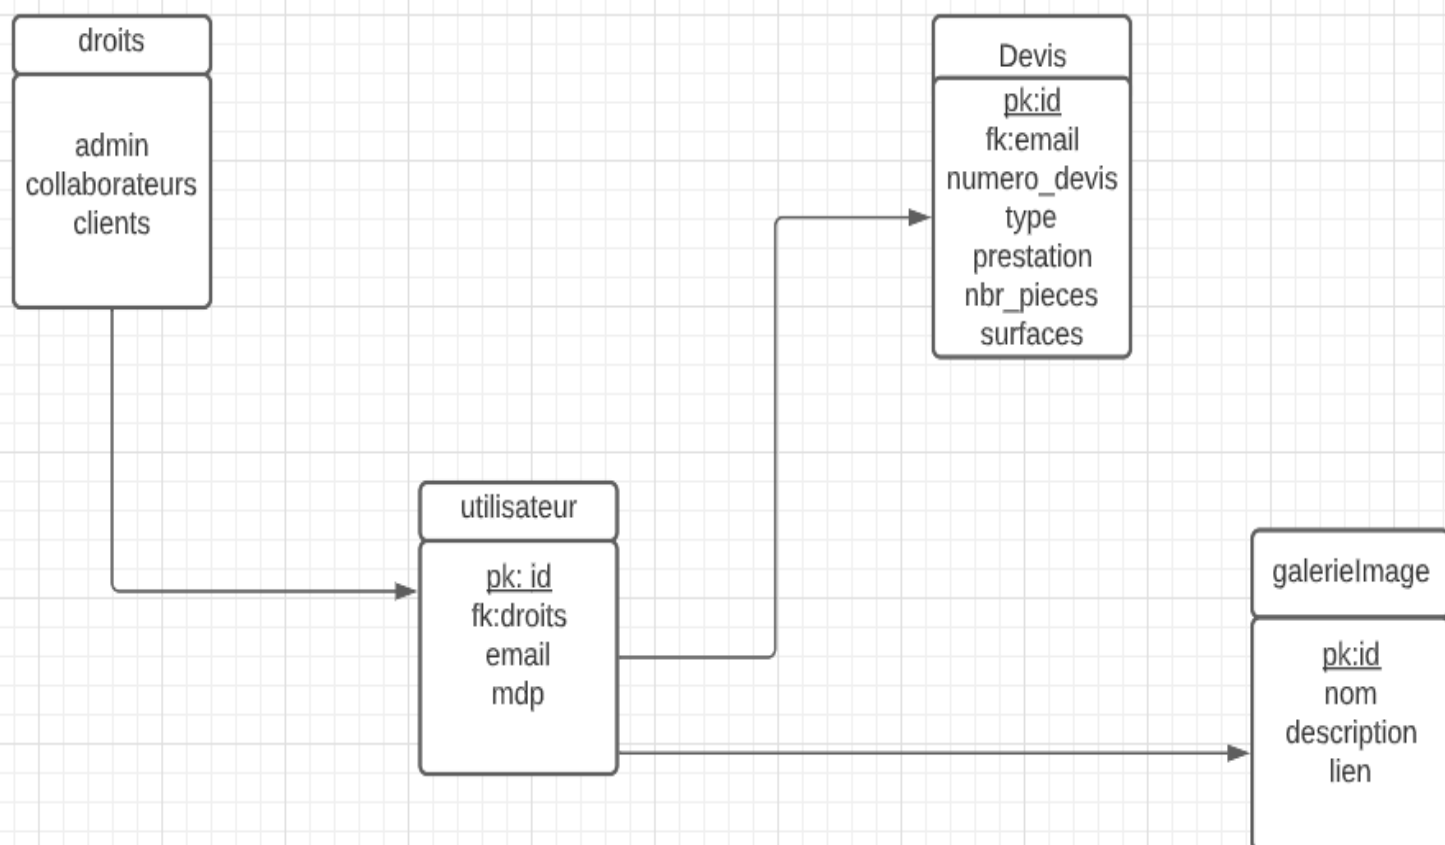 droits
admin
collaborateurs
clients
Devis
pk:id
fk:email
numero_devis
type
prestation
nbr_pieces
surfaces
utilisateur
pk: id
fk:droits
email
mdp
galerieImage
pk:id
nom
description
lien